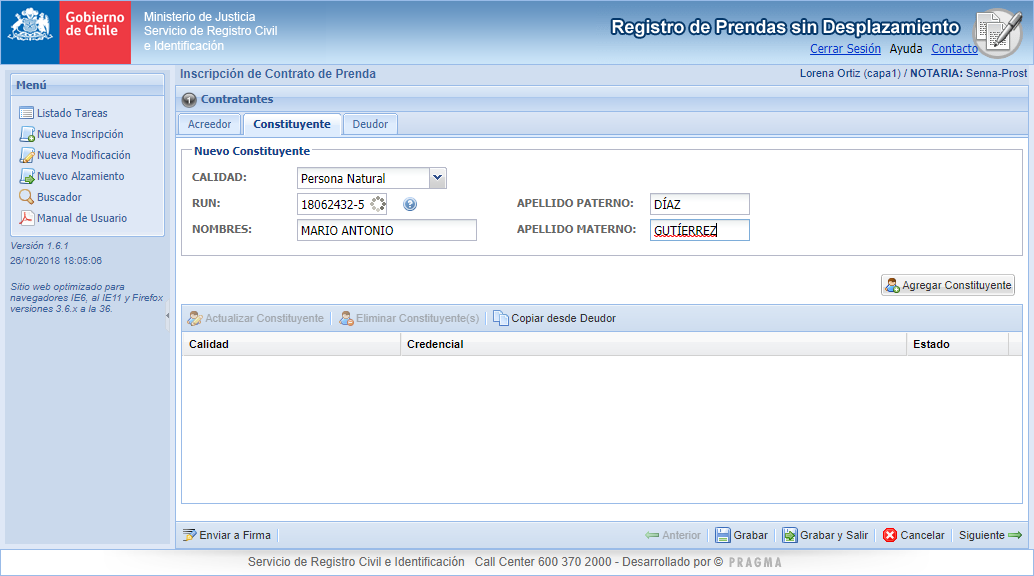 Gobierno
de Chile
Ministerio de Justicia
Servicio de Registro Civil
e Identificación
Registro de Prendas sin Desplazamiento
Cerrar Sesión Ayuda Contacto
Inscripción de Contrato de Prenda
Lorena Ortiz (capa1) / NOTARIA: Senna-Prost
Menú
Listado Tareas
Nueva Inscripción
Nueva Modificación
Nuevo Alzamiento
Buscador
Manual de Usuario
Versión 1.6.1
26/10/2018 18:05:06
Sitio web optimizado para
navegadores IE6, al IE11 y Firefox
versiones 3.6.x a la 36.
1 Contratantes
Acreedor Constituyente Deudor
Nuevo Constituyente
CALIDAD: Persona Natural
RUN: 18062432-5 APELLIDO PATERNO: DÍAZ
NOMBRES: MARIO ANTONIO APELLIDO MATERNO: GUTÍERREZ
Agregar Constituyente
Actualizar Constituyente Eliminar Constituyente(s) Copiar desde Deudor
Calidad Credencial Estado
Enviar a Firma Anterior Grabar Grabar y Salir Cancelar Siguiente
Servicio de Registro Civil e Identificación Call Center 600 370 2000 - Desarrollado por © PRAGMA